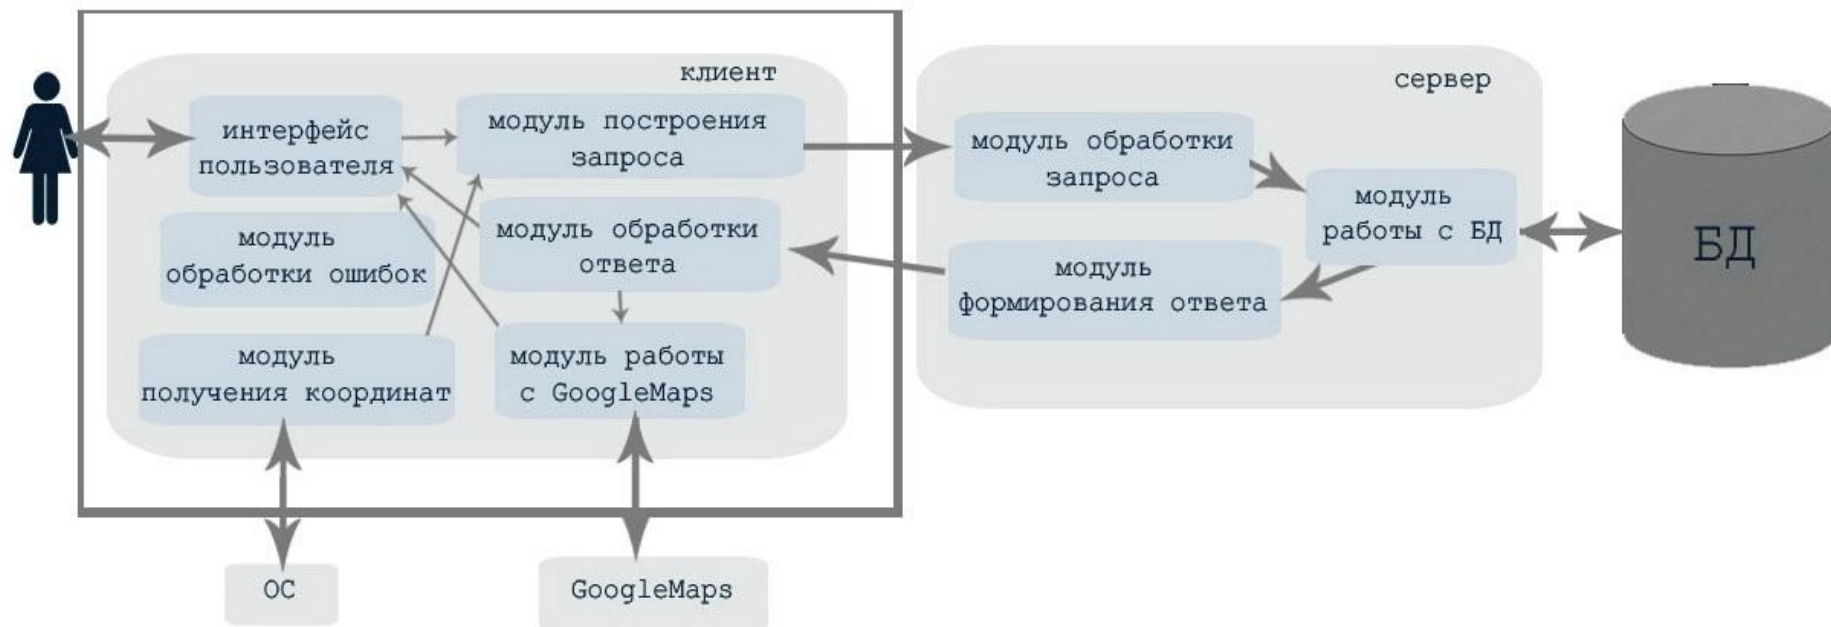 клиент
интерфейс
пользователя
модуль построения
запроса
модуль
обработки ошибок
модуль обработки
ответа
модуль
получения координат
модуль работы
с GoogleMaps
ОС
GoogleMaps
сервер
модуль обработки
запроса
модуль
работы с БД
модуль
формирования ответа
БД